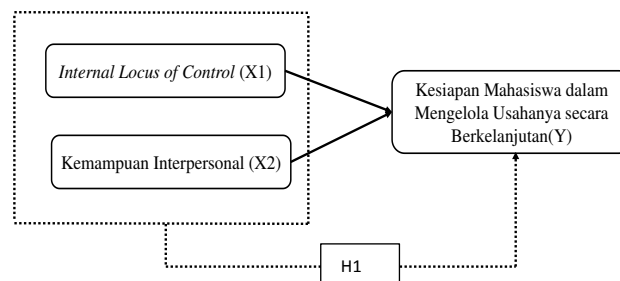 Internal Locus of Control (X1)
Kemampuan Interpersonal (X2)
Kesiapan Mahasiswa dalam
Mengelola Usahanya secara
Berkelanjutan(Y)
H1